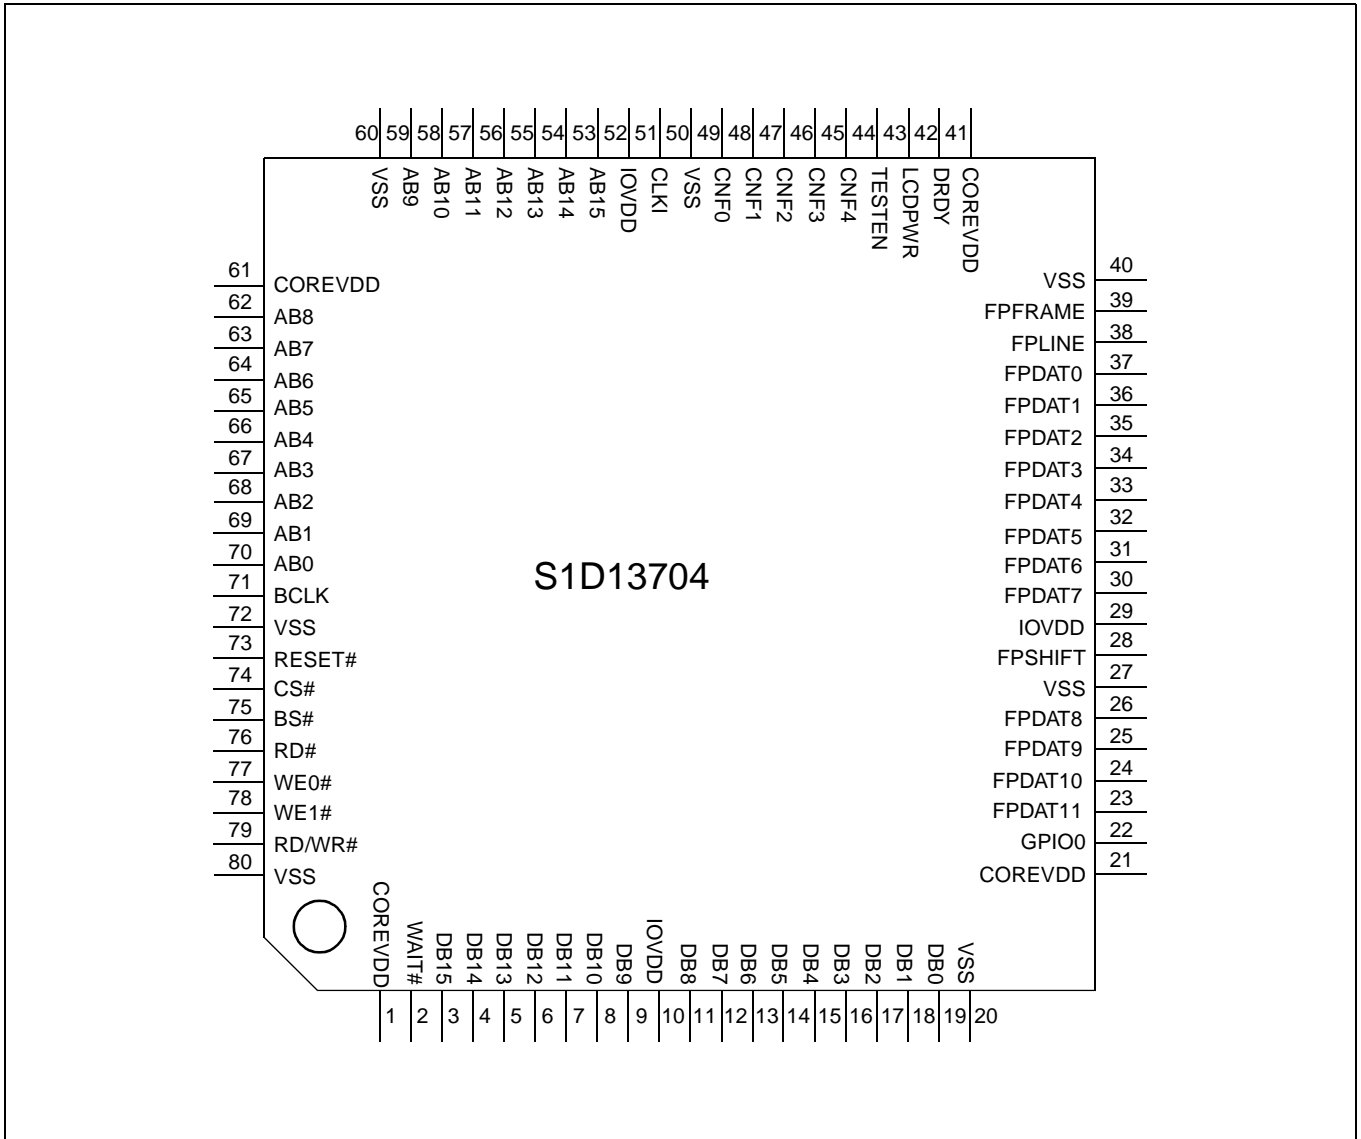 60 59 58 57 56 55 54 53 52 51 50 49 48 47 46 45 44 43 42 41
VSS AB9 AB10 AB11 AB12 AB13 AB14 AB15 IOVDD CLKI VSS CNF0 CNF1 CNF2 CNF3 CNF4 TESTEN LCDPWR DRDY COREVDD
61 COREVDD
62 AB8
63 AB7
64 AB6
65 AB5
66 AB4
67 AB3
68 AB2
69 AB1
70 AB0
71 BCLK
72 VSS
73 RESET#
74 CS#
75 BS#
76 RD#
77 WE0#
78 WE1#
79 RD/WR#
80 VSS
S1D13704
VSS 40
FPFRAME 39
FPLINE 38
FPDAT0 37
FPDAT1 36
FPDAT2 35
FPDAT3 34
FPDAT4 33
FPDAT5 32
FPDAT6 31
FPDAT7 30
IOVDD 29
FPSHIFT 28
VSS 27
FPDAT8 26
FPDAT9 25
FPDAT10 24
FPDAT11 23
GPIO0 22
COREVDD 21
COREVDD WAIT# DB15 DB14 DB13 DB12 DB11 DB10 DB9 IOVDD DB8 DB7 DB6 DB5 DB4 DB3 DB2 DB1 DB0 VSS
1 2 3 4 5 6 7 8 9 10 11 12 13 14 15 16 17 18 19 20